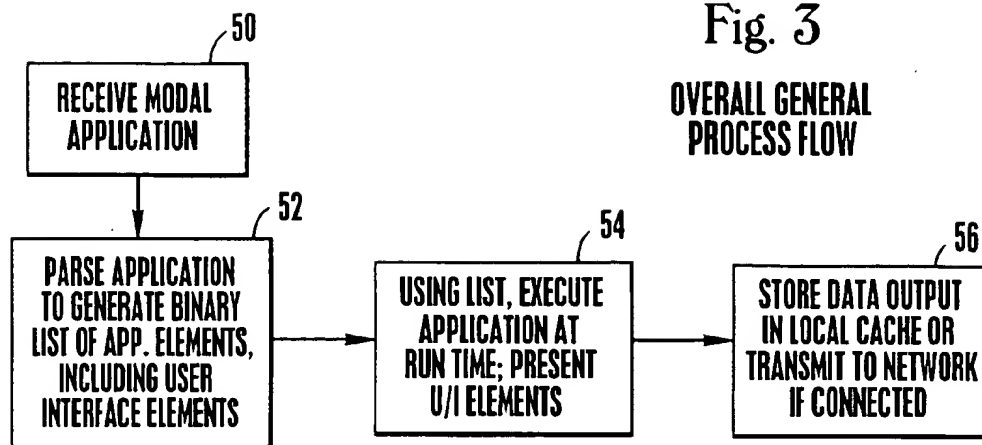 Fig. 3
OVERALL GENERAL
PROCESS FLOW
50
RECEIVE MODAL
APPLICATION
52
PARSE APPLICATION
TO GENERATE BINARY
LIST OF APP. ELEMENTS,
INCLUDING USER
INTERFACE ELEMENTS
54
USING LIST, EXECUTE
APPLICATION AT
RUN TIME; PRESENT
U/I ELEMENTS
56
STORE DATA OUTPUT
IN LOCAL CACHE OR
TRANSMIT TO NETWORK
IF CONNECTED